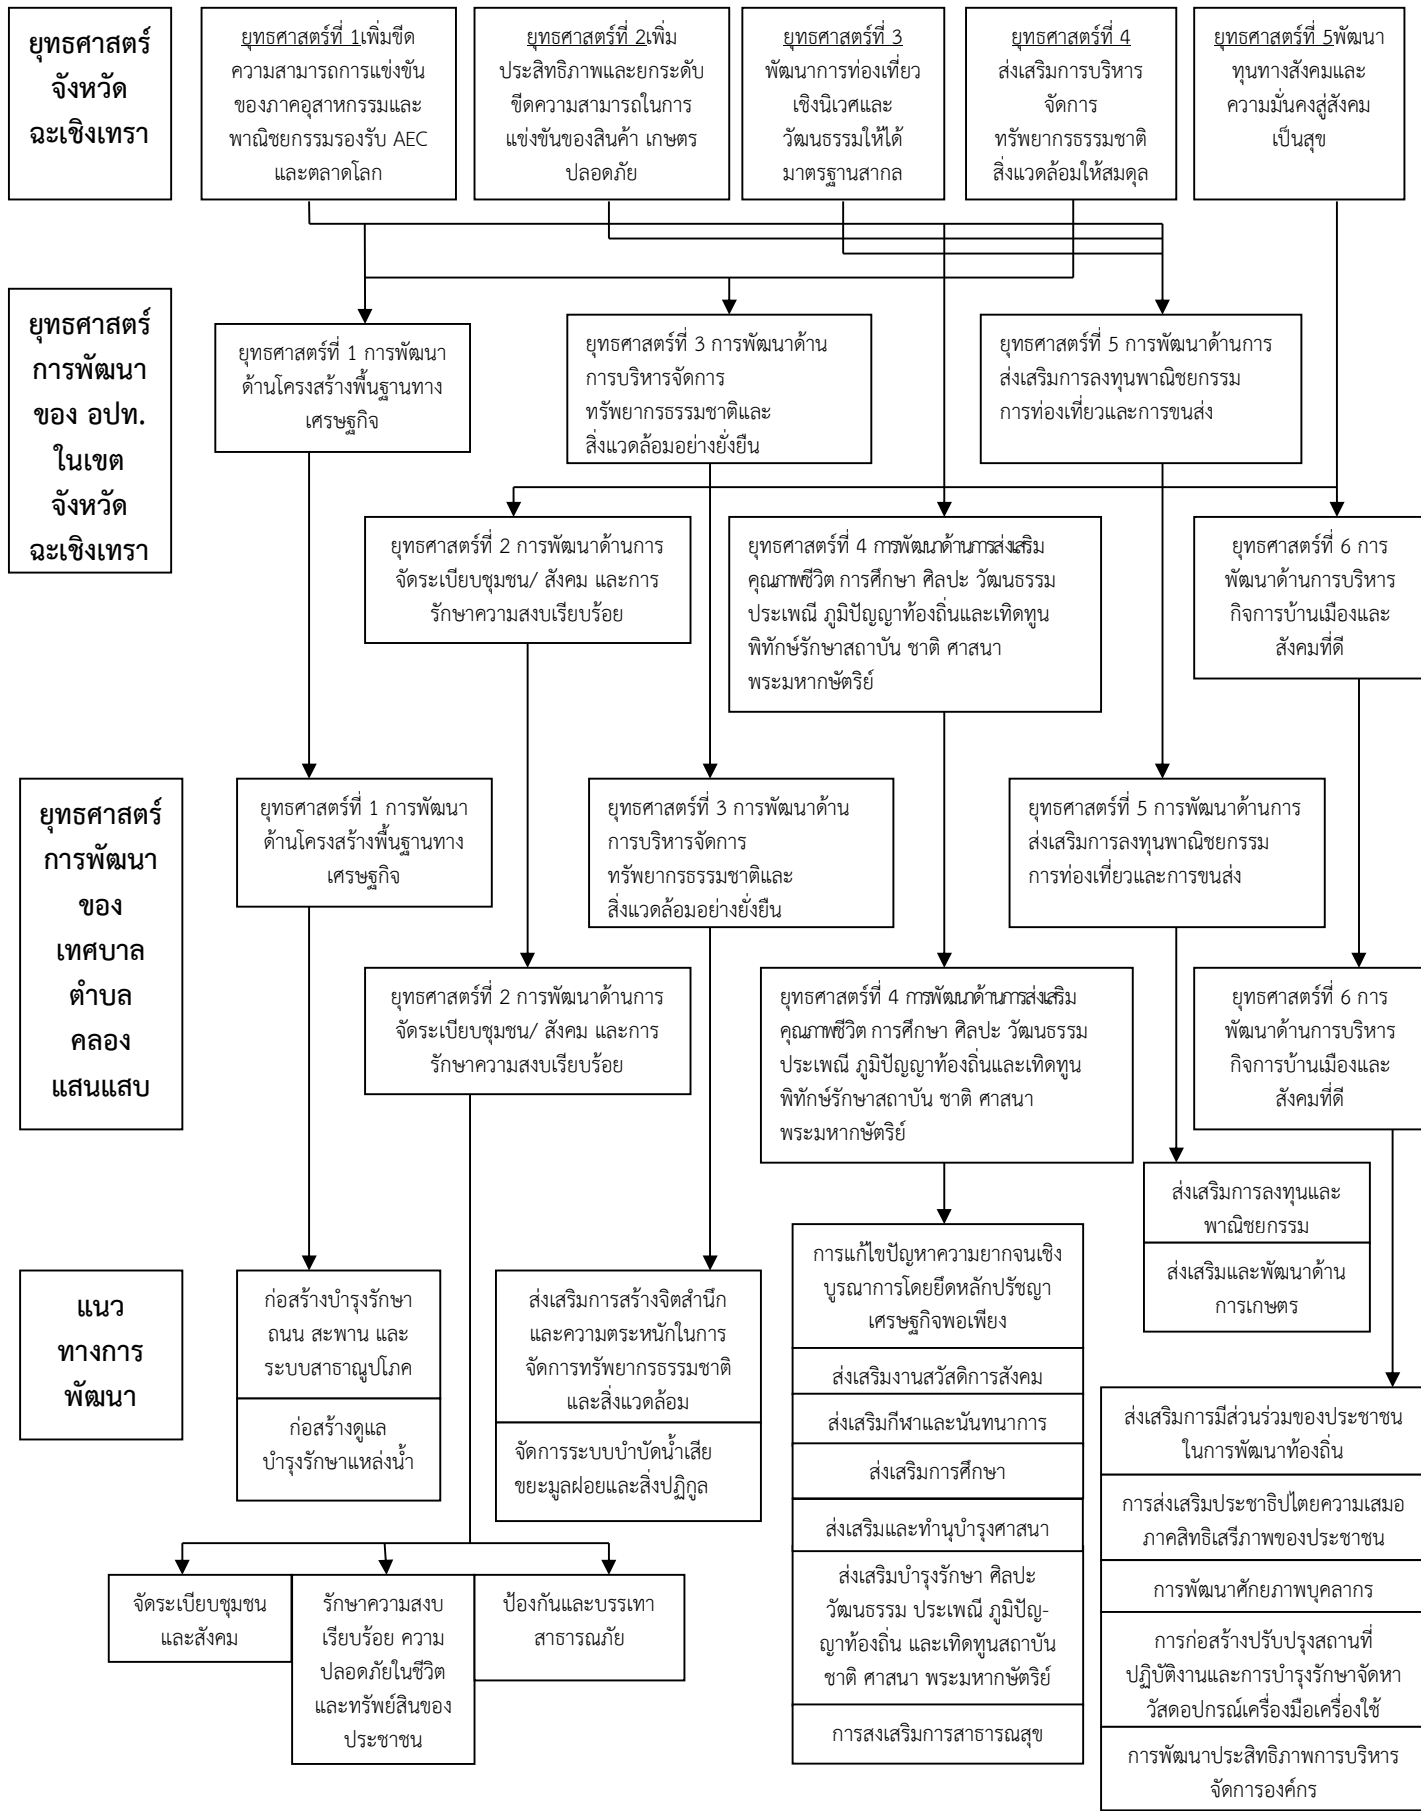 ยุทธศาสตร์
จังหวัด
ฉะเชิงเทรา
ยุทธศาสตร์ที่ 1เพิ่มขีด
ความสามารถการแข่งขัน
ของภาคอุสาหกรรมและ
พาณิชยกรรมรองรับ AEC
และตลาดโลก
ยุทธศาสตร์ที่ 2เพิ่ม
ประสิทธิภาพและยกระดับ
ขีดความสามารถในการ
แข่งขันของสินค้า เกษตร
ปลอดภัย
ยุทธศาสตร์ที่ 3
พัฒนาการท่องเที่ยว
เชิงนิเวศและ
วัฒนธรรมให้ได้
มาตรฐานสากล
ยุทธศาสตร์ที่ 4
ส่งเสริมการบริหาร
จัดการ
ทรัพยากรธรรมชาติ
สิ่งแวดล้อมให้สมดุล
ยุทธศาสตร์ที่ 5พัฒนา
ทุนทางสังคมและ
ความมั่นคงสู่สังคม
เป็นสุข
ยุทธศาสตร์
การพัฒนา
ของ อปท.
ในเขต
จังหวัด
ฉะเชิงเทรา
ยุทธศาสตร์ที่ 1 การพัฒนา
ด้านโครงสร้างพื้นฐานทาง
เศรษฐกิจ
ยุทธศาสตร์ที่ 3 การพัฒนาด้าน
การบริหารจัดการ
ทรัพยากรธรรมชาติและ
สิ่งแวดล้อมอย่างยั่งยืน
ยุทธศาสตร์ที่ 5 การพัฒนาด้านการ
ส่งเสริมการลงทุนพาณิชยกรรม
การท่องเที่ยวและการขนส่ง
ยุทธศาสตร์ที่ 2 การพัฒนาด้านการ
จัดระเบียบชุมชน/ สังคม และการ
รักษาความสงบเรียบร้อย
ยุทธศาสตร์ที่ 4 การพัฒนาด้านการส่งเสริม
คุณภาพชีวิต การศึกษา ศิลปะ วัฒนธรรม
ประเพณี ภูมิปัญญาท้องถิ่นและเทิดทูน
พิทักษ์รักษาสถาบัน ชาติ ศาสนา
พระมหากษัตริย์
ยุทธศาสตร์ที่ 6 การ
พัฒนาด้านการบริหาร
กิจการบ้านเมืองและ
สังคมที่ดี
ยุทธศาสตร์
การพัฒนา
ของ
เทศบาล
ตำบล
คลอง
แสนแสบ
ยุทธศาสตร์ที่ 1 การพัฒนา
ด้านโครงสร้างพื้นฐานทาง
เศรษฐกิจ
ยุทธศาสตร์ที่ 3 การพัฒนาด้าน
การบริหารจัดการ
ทรัพยากรธรรมชาติและ
สิ่งแวดล้อมอย่างยั่งยืน
ยุทธศาสตร์ที่ 5 การพัฒนาด้านการ
ส่งเสริมการลงทุนพาณิชยกรรม
การท่องเที่ยวและการขนส่ง
ยุทธศาสตร์ที่ 2 การพัฒนาด้านการ
จัดระเบียบชุมชน/ สังคม และการ
รักษาความสงบเรียบร้อย
ยุทธศาสตร์ที่ 4 การพัฒนาด้านการส่งเสริม
คุณภาพชีวิต การศึกษา ศิลปะ วัฒนธรรม
ประเพณี ภูมิปัญญาท้องถิ่นและเทิดทูน
พิทักษ์รักษาสถาบัน ชาติ ศาสนา
พระมหากษัตริย์
ยุทธศาสตร์ที่ 6 การ
พัฒนาด้านการบริหาร
กิจการบ้านเมืองและ
สังคมที่ดี
แนว
ทางการ
พัฒนา
ก่อสร้างบำรุงรักษา
ถนน สะพาน และ
ระบบสาธาณูปโภค
ก่อสร้างดูแล
บำรุงรักษาแหล่งน้ำ
ส่งเสริมการสร้างจิตสำนึก
และความตระหนักในการ
จัดการทรัพยากรธรรมชาติ
และสิ่งแวดล้อม
จัดการระบบบำบัดน้ำเสีย
ขยะมูลฝอยและสิ่งปฏิกูล
การแก้ไขปัญหาความยากจนเชิง
บูรณาการโดยยึดหลักปรัชญา
เศรษฐกิจพอเพียง
ส่งเสริมงานสวัสดิการสังคม
ส่งเสริมกีฬาและนันทนาการ
ส่งเสริมการศึกษา
ส่งเสริมและทำนุบำรุงศาสนา
ส่งเสริมบำรุงรักษา ศิลปะ
วัฒนธรรม ประเพณี ภูมิปัญ-
ญาท้องถิ่น และเทิดทูนสถาบัน
ชาติ ศาสนา พระมหากษัตริย์
การสงเสริมการสาธารณสุข
ส่งเสริมการลงทุนและ
พาณิชยกรรม
ส่งเสริมและพัฒนาด้าน
การเกษตร
ส่งเสริมการมีส่วนร่วมของประชาชน
ในการพัฒนาท้องถิ่น
การส่งเสริมประชาธิปไตยความเสมอ
ภาคสิทธิเสรีภาพของประชาชน
การพัฒนาศักยภาพบุคลากร
การก่อสร้างปรับปรุงสถานที่
ปฏิบัติงานและการบำรุงรักษาจัดหา
วัสดอปกรณ์เครื่องมือเครื่องใช้
การพัฒนาประสิทธิภาพการบริหาร
จัดการองค์กร
จัดระเบียบชุมชน
และสังคม
รักษาความสงบ
เรียบร้อย ความ
ปลอดภัยในชีวิต
และทรัพย์สินของ
ประชาชน
ป้องกันและบรรเทา
สาธารณภัย